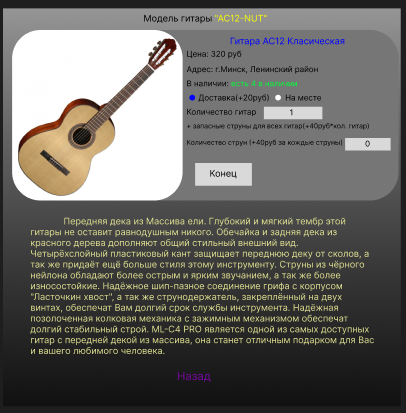 Модель гитары "AC12-NUT"
Гитара AC12 Класическая
Цена: 320 руб
Адрес: г.Минск, Ленинский район
В наличии: есть 4 в наличии
Доставка(+20руб) На месте
Количество гитар 1
+ запасные струны для всех гитар(+40руб*кол. гитар)
Количество струн (+40руб за кождые струны) 0
Конец
Передняя дека из Массива ели. Глубокий и мягкий тембр этой
гитары не оставит равнодушным никого. Обечайка и задняя дека из
красного дерева дополняют общий стильный внешний вид.
Четырёхслойный пластиковый кант защищает переднюю деку от сколов, а
так же придаёт ещё больше стиля этому инструменту. Струны из чёрного
нейлона обладают более острым и ярким звучанием, а так же более
износостойкие. Надёжное шип-пазное соединение грифа с корпусом
"Ласточкин хвост", а так же струнодержатель, закреплённый на двух
винтах, обеспечат Вам долгий срок службы инструмента. Надёжная
позолоченная колковая механика с зажимным механизмом обеспечат
долгий стабильный строй. ML-C4 PRO является одной из самых доступных
гитар с передней декой из массива, она станет отличным подарком для Вас
и вашего любимого человека.
Назад